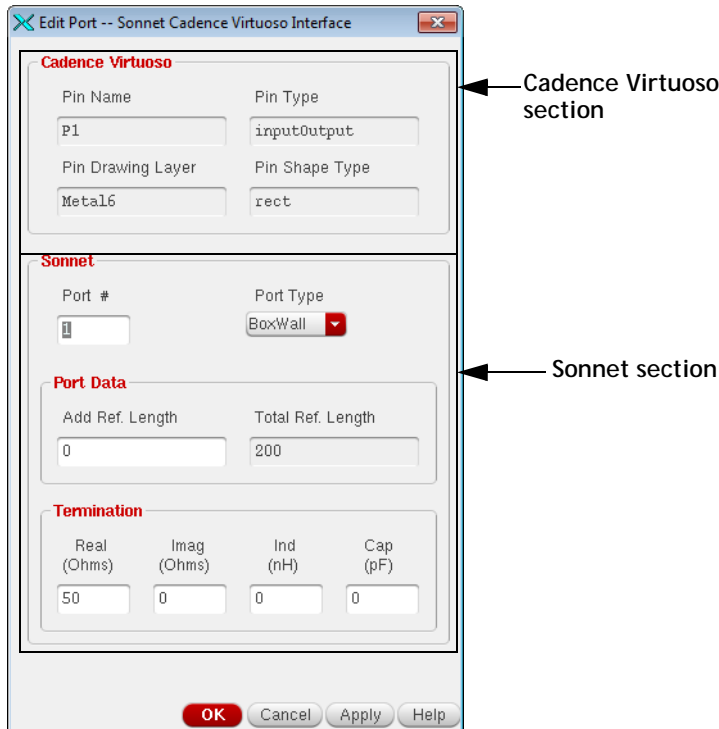 Edit Port -- Sonnet Cadence Virtuoso Interface
Cadence Virtuoso
Pin Name Pin Type
P1 inputOutput
Pin Drawing Layer Pin Shape Type
Metal6 rect
Cadence Virtuoso
section
Sonnet
Port # Port Type
1 BoxWall
Port Data
Add Ref. Length Total Ref. Length
0 200
Sonnet section
Termination
Real Imag Ind Cap
(Ohms) (Ohms) (nH) (pF)
50 0 0 0
OK Cancel Apply Help